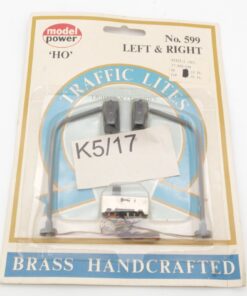 model
power
'HO'
No. 599
LEFT & RIGHT
TRAFFIC LITES
K5/17
BRASS HANDCRAFTED